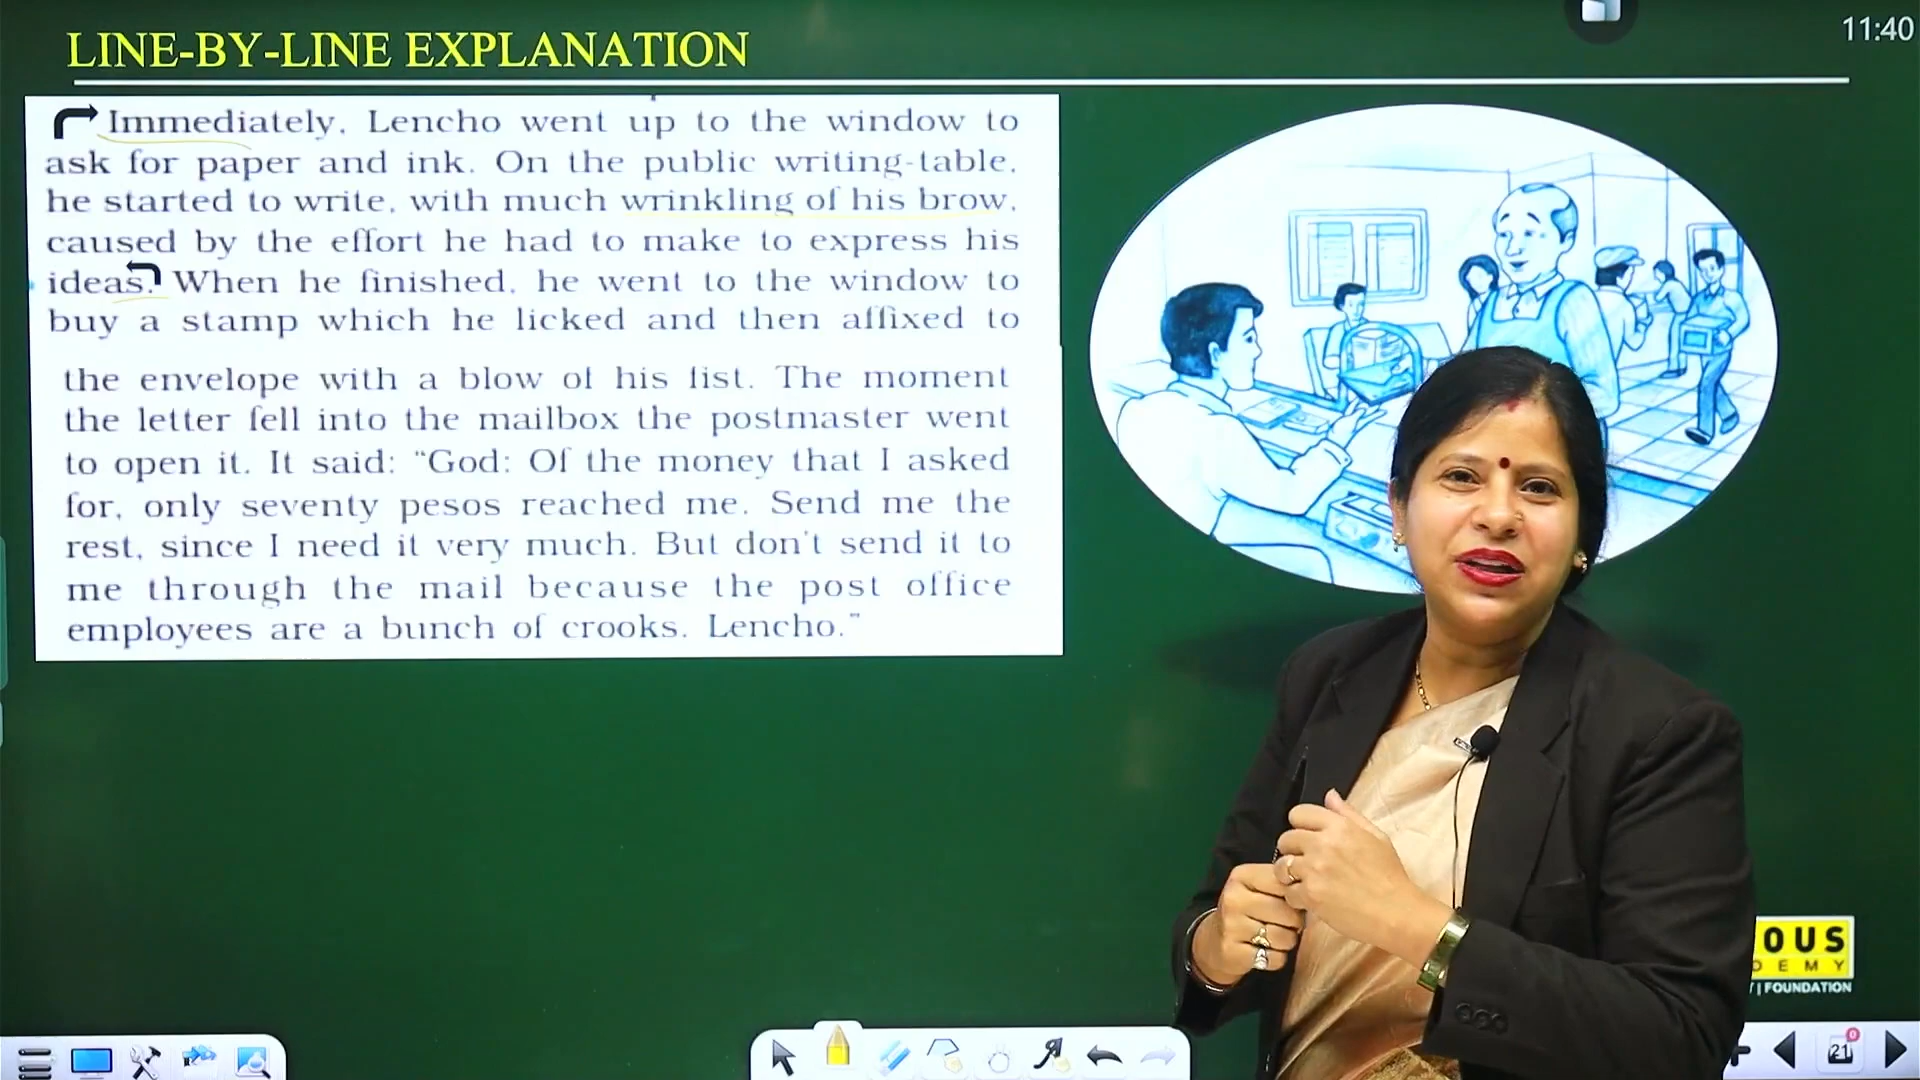 LINE-BY-LINE EXPLANATION
11:40
Immediately, Lencho went up to the window to
ask for paper and ink. On the public writing-table,
he started to write, with much wrinkling of his brow,
caused by the effort he had to make to express his
ideas. When he finished, he went to the window to
buy a stamp which he licked and then affixed to
the envelope with a blow of his fist. The moment
the letter fell into the mailbox the postmaster went
to open it. It said: “God: Of the money that I asked
for, only seventy pesos reached me. Send me the
rest, since I need it very much. But don't send it to
me through the mail because the post office
employees are a bunch of crooks. Lencho.”
OUS
DEMY
| FOUNDATION
21
0